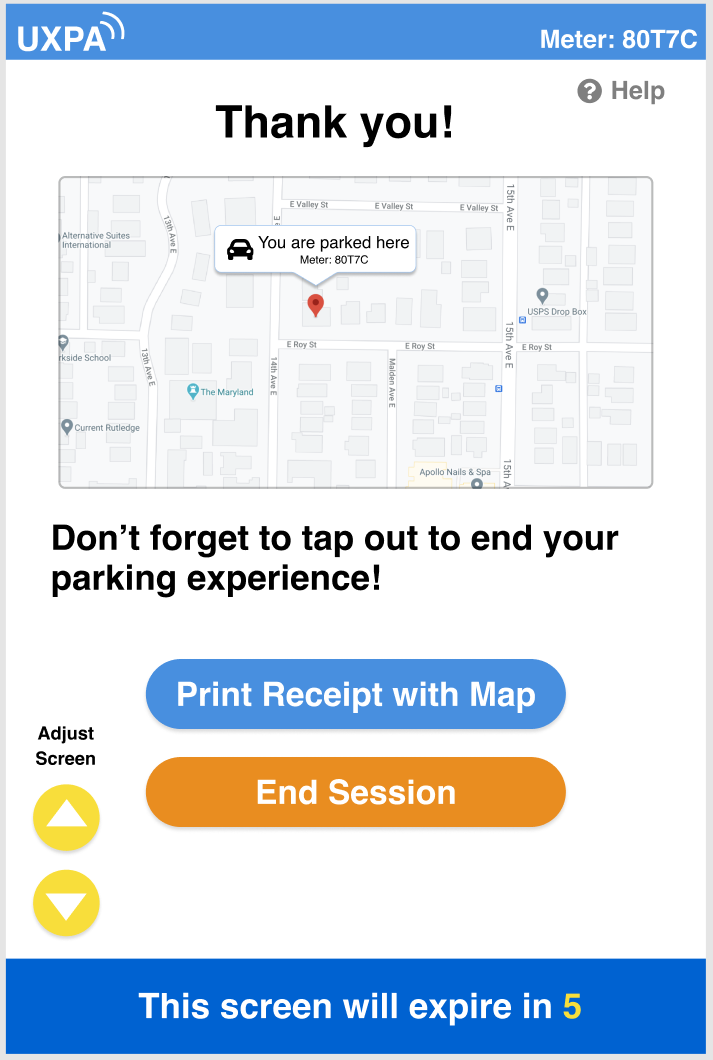 UXPA
Meter: 80T7C
Help
Thank you!
E Valley St
E Valley St
E Valley St
15th Ave E
13th Ave E
E
Alternative Suites
International
You are parked here
Meter: 80T7C
USPS Drop Box
15th Ave E
E Roy St
E Roy St
E Roy St
rkside School
13th Ave E
14th Ave E
Malden Ave E
The Maryland
Current Rutledge
Apollo Nails & Spa
15th A
Don't forget to tap out to end your
parking experience!
Print Receipt with Map
Adjust
Screen
End Session
This screen will expire in 5